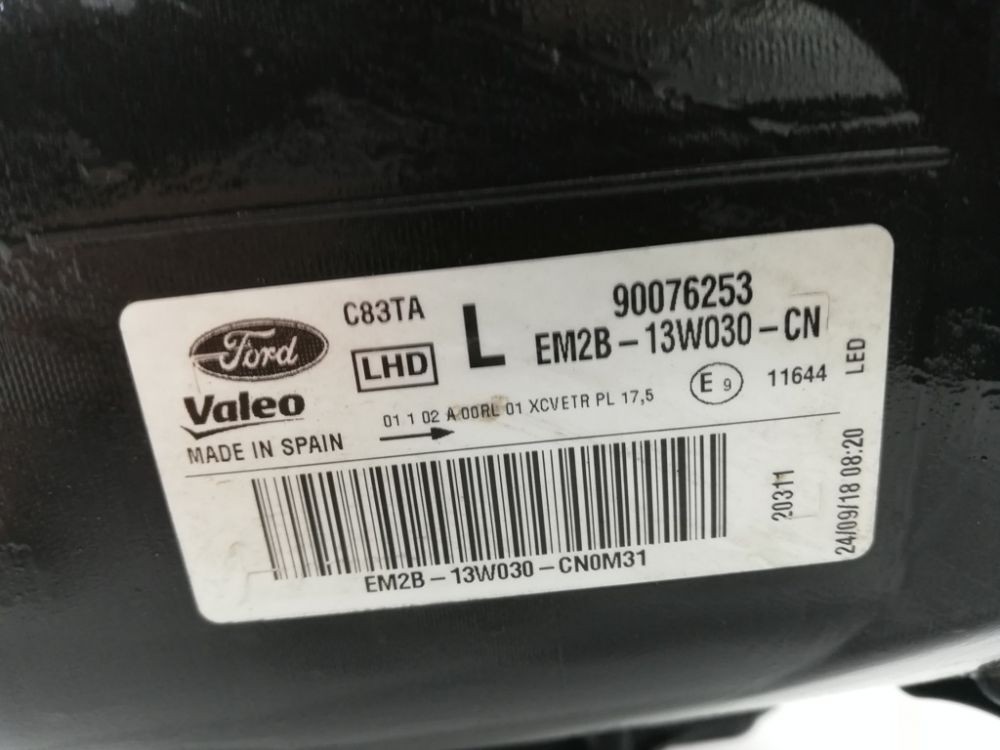 C83TA
L
90076253
Ford
LHD
EM2B-13W030-CN
Valeo
01 1 02 A 00RL 01 XCVETR PL 17,5
E 9
11644
LED
MADE IN SPAIN
20311
24/09/18 08:20
EM2B-13W030-CN0M31